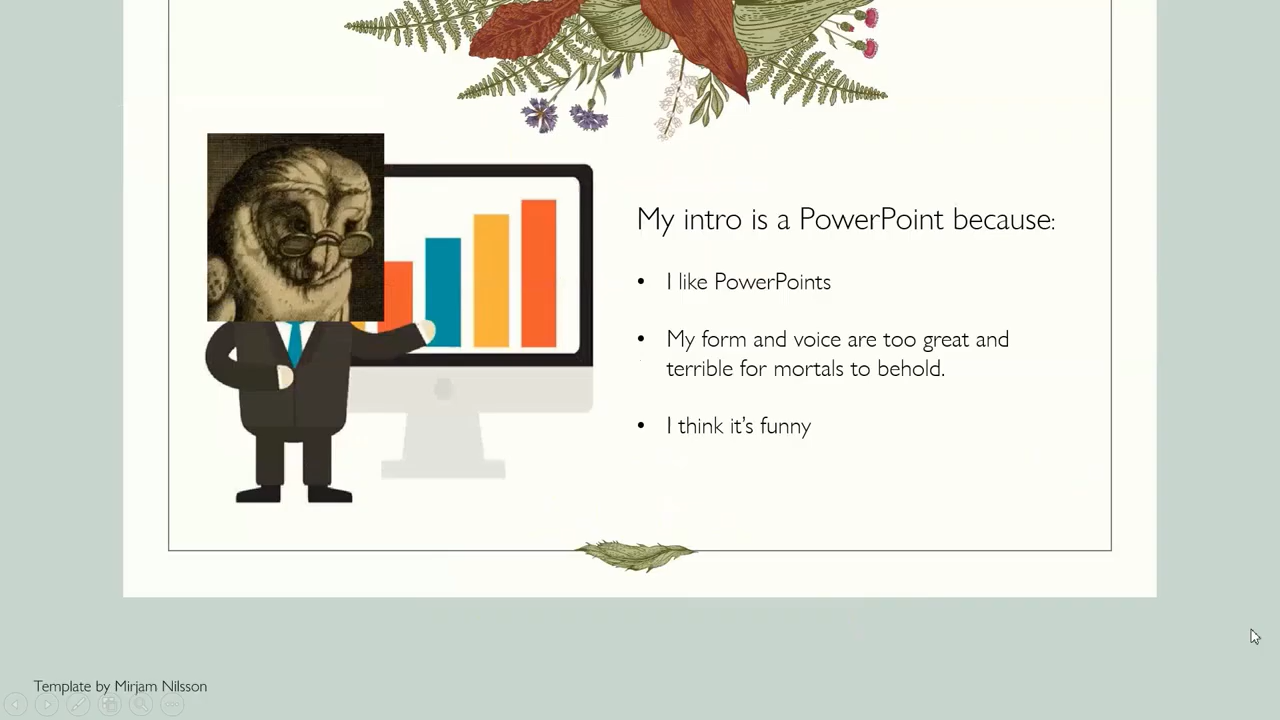 My intro is a PowerPoint because:
• I like PowerPoints
• My form and voice are too great and
terrible for mortals to behold.
• I think it’s funny
Template by Mirjam Nilsson